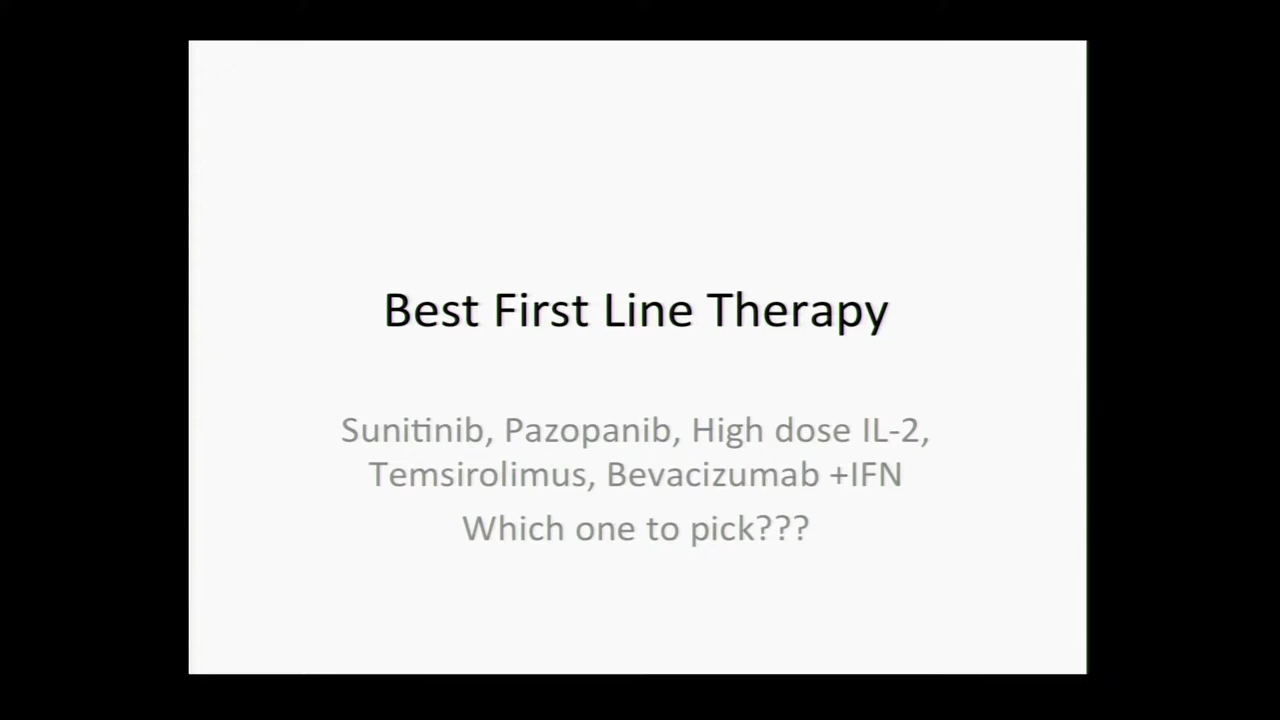 Best First Line Therapy
Sunitinib, Pazopanib, High dose IL-2,
Temsirolimus, Bevacizumab +IFN
Which one to pick???